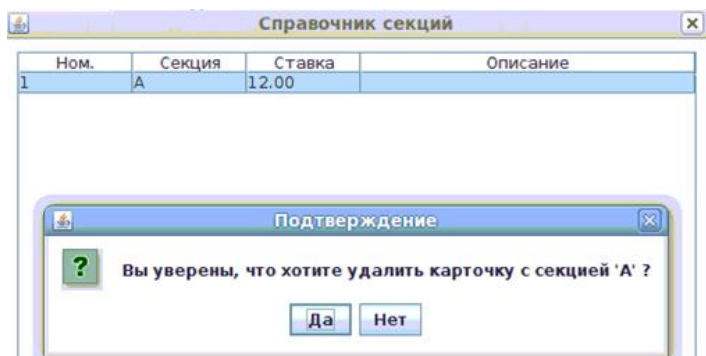 Справочник секций
Ном. Секция Ставка Описание
1 А 12.00
Подтверждение
? Вы уверены, что хотите удалить карточку с секцией 'А' ?
Да Нет